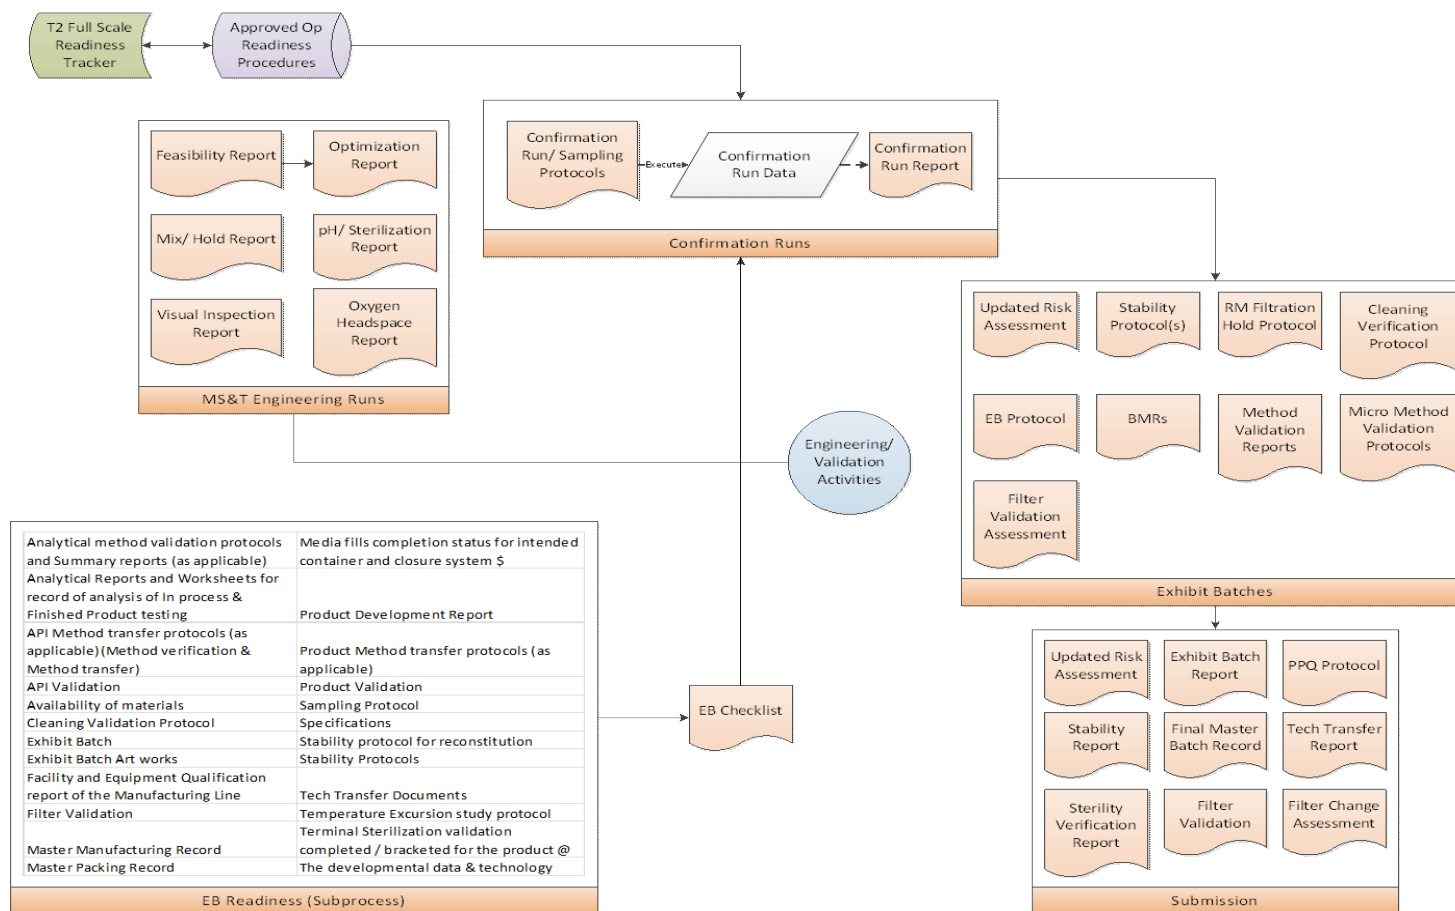 T2 Full Scale
Readiness
Tracker
Approved Op
Readiness
Procedures
Feasibility Report
Optimization
Report
Mix/ Hold Report
pH/ Sterilization
Report
Visual Inspection
Report
Oxygen
Headspace
Report
MS&T Engineering Runs
Confirmation
Run/ Sampling
Protocols
Execute
Confirmation
Run Data
Confirmation
Run Report
Confirmation Runs
Engineering/
Validation
Activities
Updated Risk
Assessment
Stability
Protocol(s)
RM Filtration
Hold Protocol
Cleaning
Verification
Protocol
EB Protocol
BMRs
Method
Validation
Reports
Micro Method
Validation
Protocols
Filter
Validation
Assessment
Exhibit Batches
Analytical method validation protocols
and Summary reports (as applicable)
Media fills completion status for intended
container and closure system $
Analytical Reports and Worksheets for
record of analysis of In process &
Finished Product testing
Product Development Report
API Method transfer protocols (as
applicable)(Method verification &
Method transfer)
Product Method transfer protocols (as
applicable)
API Validation
Product Validation
Availability of materials
Sampling Protocol
Cleaning Validation Protocol
Specifications
Exhibit Batch
Stability protocol for reconstitution
Exhibit Batch Art works
Stability Protocols
Facility and Equipment Qualification
report of the Manufacturing Line
Tech Transfer Documents
Filter Validation
Temperature Excursion study protocol
Master Manufacturing Record
Terminal Sterilization validation
completed / bracketed for the product @
Master Packing Record
The developmental data & technology
EB Readiness (Subprocess)
EB Checklist
Updated Risk
Assessment
Exhibit Batch
Report
PPQ Protocol
Stability
Report
Final Master
Batch Record
Tech Transfer
Report
Sterility
Verification
Report
Filter
Validation
Filter Change
Assessment
Submission